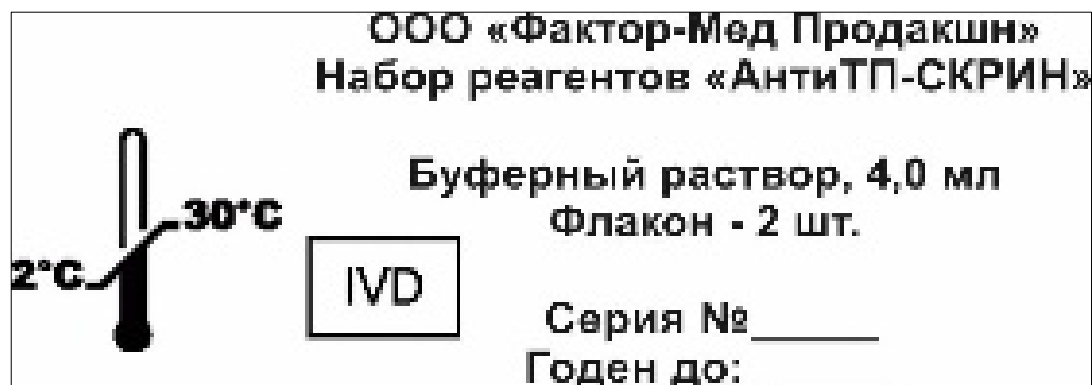 ООО «Фактор-Мед Продакшн»
Набор реагентов «АнтиТП-СКРИН»
Буферный раствор, 4,0 мл
Флакон - 2 шт.
30°C
2°C
IVD
Серия №______
Годен до: